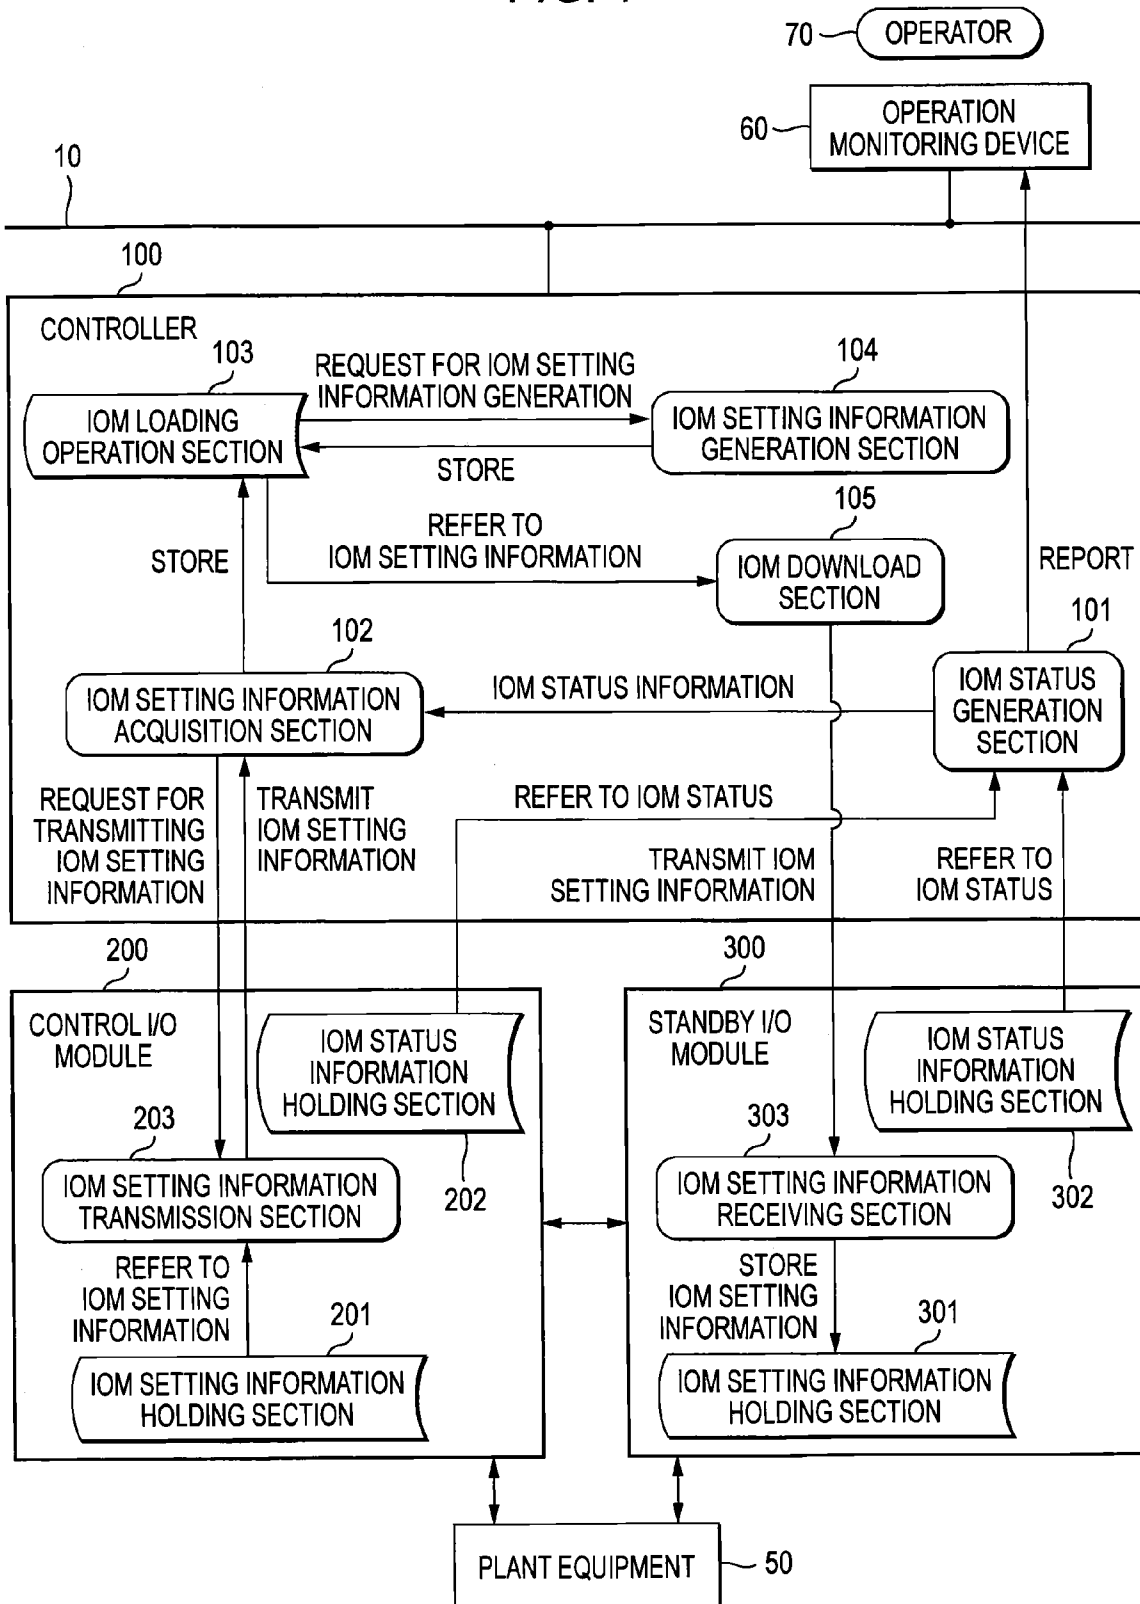 70
OPERATOR
60
OPERATION
MONITORING DEVICE
10
100
CONTROLLER
103
REQUEST FOR IOM SETTING
INFORMATION GENERATION
104
IOM LOADING
OPERATION SECTION
IOM SETTING INFORMATION
GENERATION SECTION
STORE
REFER TO
IOM SETTING INFORMATION
105
STORE
IOM DOWNLOAD
SECTION
REPORT
102
101
IOM SETTING INFORMATION
ACQUISITION SECTION
IOM STATUS INFORMATION
IOM STATUS
GENERATION
SECTION
REQUEST FOR
TRANSMITTING
IOM SETTING
INFORMATION
TRANSMIT
IOM SETTING
INFORMATION
REFER TO IOM STATUS
TRANSMIT IOM
SETTING INFORMATION
REFER TO
IOM STATUS
200
300
CONTROL I/O
MODULE
IOM STATUS
INFORMATION
HOLDING SECTION
STANDBY I/O
MODULE
IOM STATUS
INFORMATION
HOLDING SECTION
203
202
303
302
IOM SETTING INFORMATION
TRANSMISSION SECTION
IOM SETTING INFORMATION
RECEIVING SECTION
REFER TO
IOM SETTING
INFORMATION
201
STORE
IOM SETTING
INFORMATION
301
IOM SETTING INFORMATION
HOLDING SECTION
IOM SETTING INFORMATION
HOLDING SECTION
PLANT EQUIPMENT
50